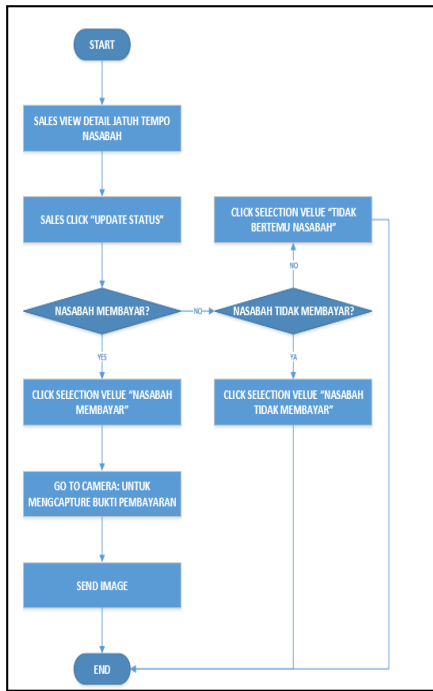 START
SALES VIEW DETAIL JATUH TEMPO
NASABAH
SALES CLICK “UPDATE STATUS”
CLICK SELECTION VELUE “TIDAK
BERTEMU NASABAH”
NO
NASABAH MEMBAYAR?
NO
NASABAH TIDAK MEMBAYAR?
YES
YA
CLICK SELECTION VELUE “NASABAH
MEMBAYAR”
CLICK SELECTION VELUE “NASABAH
TIDAK MEMBAYAR”
GO TO CAMERA: UNTUK
MENGCAPTURE BUKTI PEMBAYARAN
SEND IMAGE
END